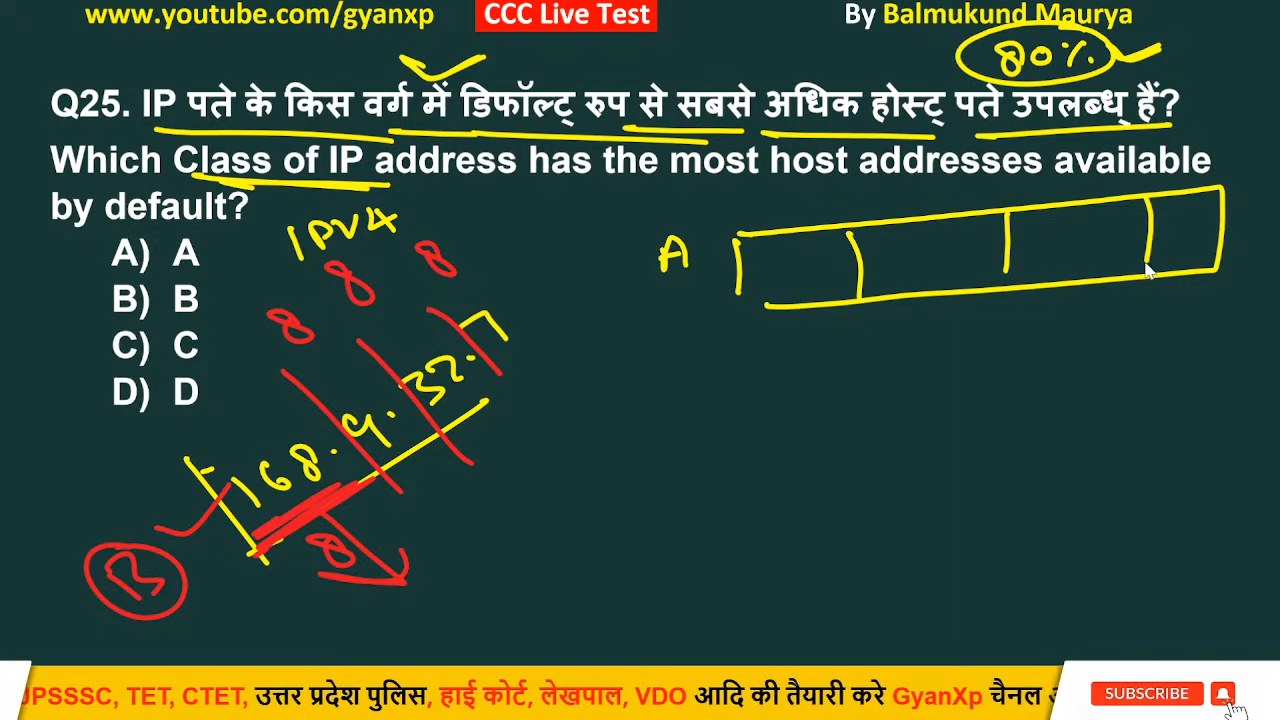 www.youtube.com/gyanxp CCC Live Test By Balmukund Maurya
80%
Q25. IP पते के किस वर्ग में डिफॉल्ट् रुप से सबसे अधिक होस्ट् पते उपलब्ध् हैं?
Which Class of IP address has the most host addresses available
by default?
IPV4
A) A
B) B
C) C
D) D
A
8 8 8
168.9.32.7
8
B
UPSSSC, TET, CTET, उत्तर प्रदेश पुलिस, हाई कोर्ट, लेखपाल, VDO आदि की तैयारी करे GyanXp चैनल
SUBSCRIBE